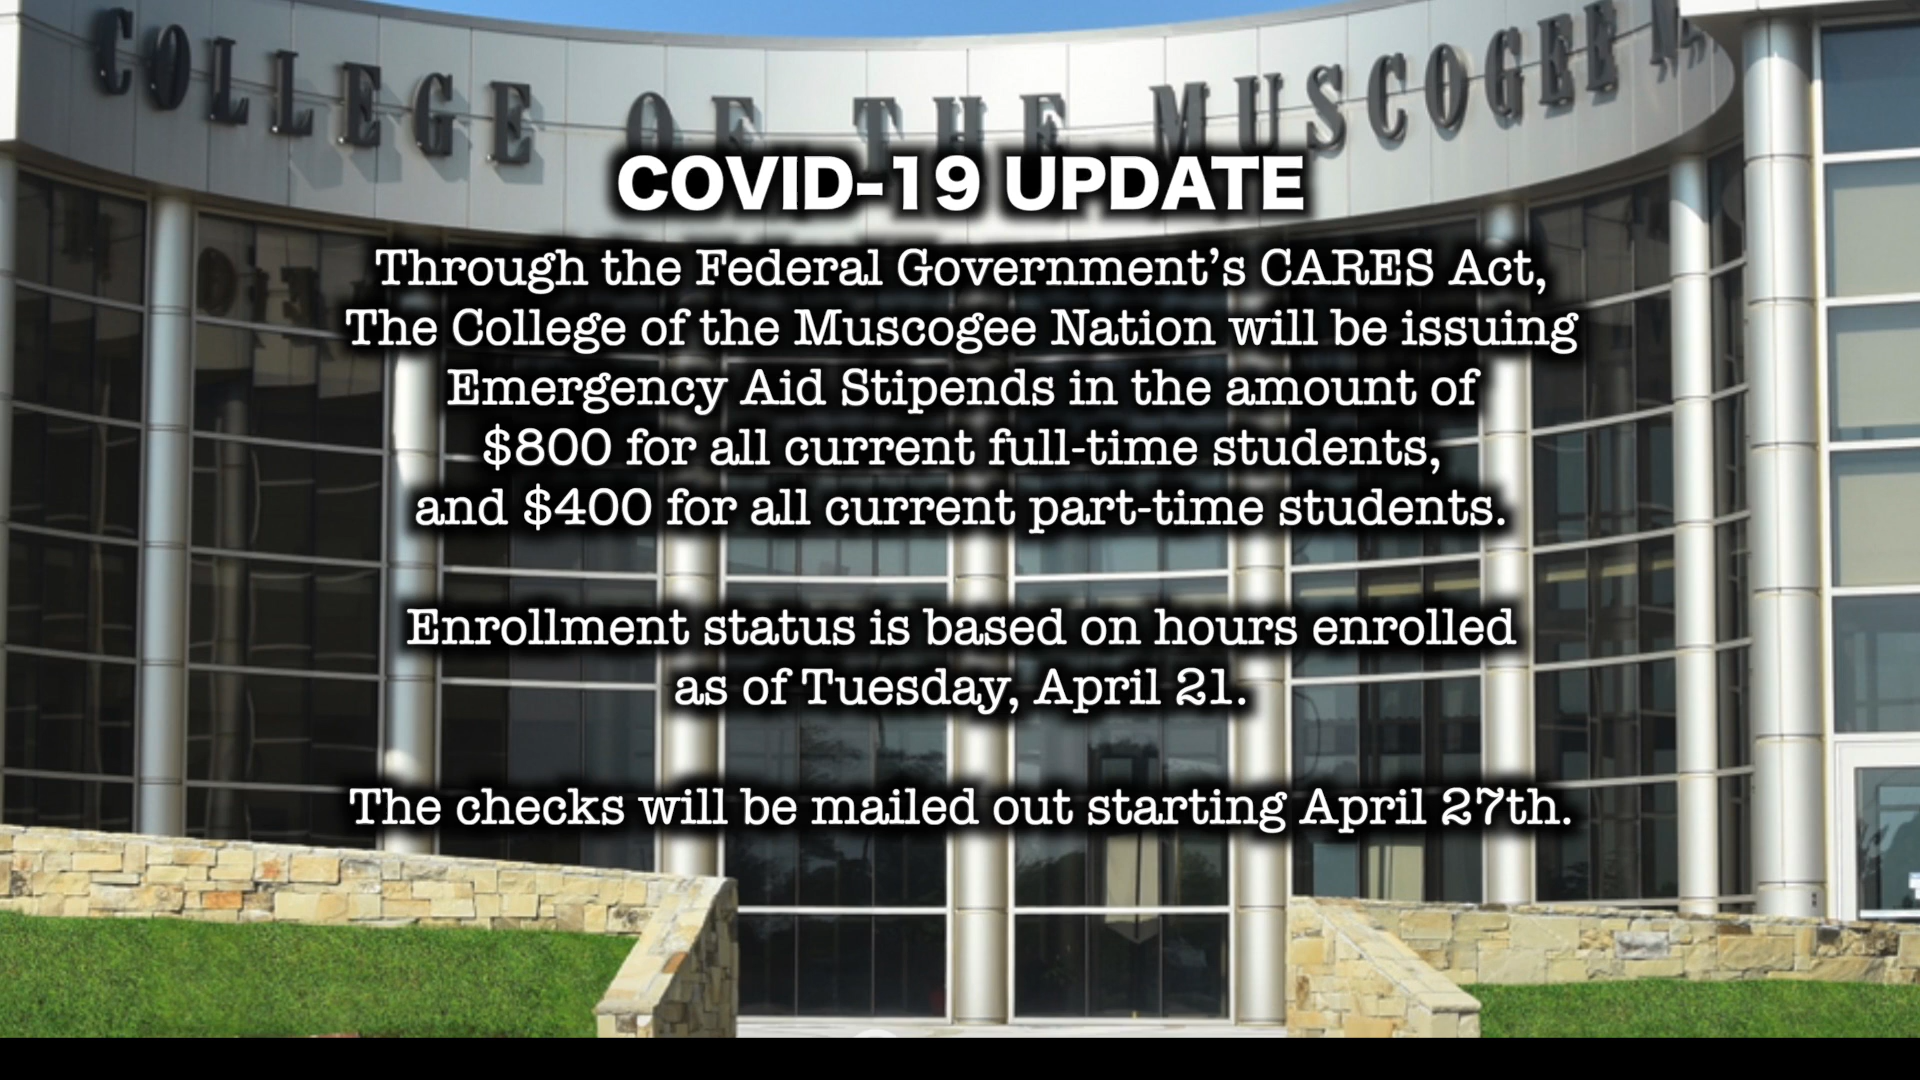 COLLEGE OF THE MUSCOGEE
COVID-19 UPDATE
Through the Federal Government's CARES Act,
The College of the Muscogee Nation will be issuing
Emergency Aid Stipends in the amount of
$800 for all current full-time students,
and $400 for all current part-time students.
Enrollment status is based on hours enrolled
as of Tuesday, April 21.
The checks will be mailed out starting April 27th.